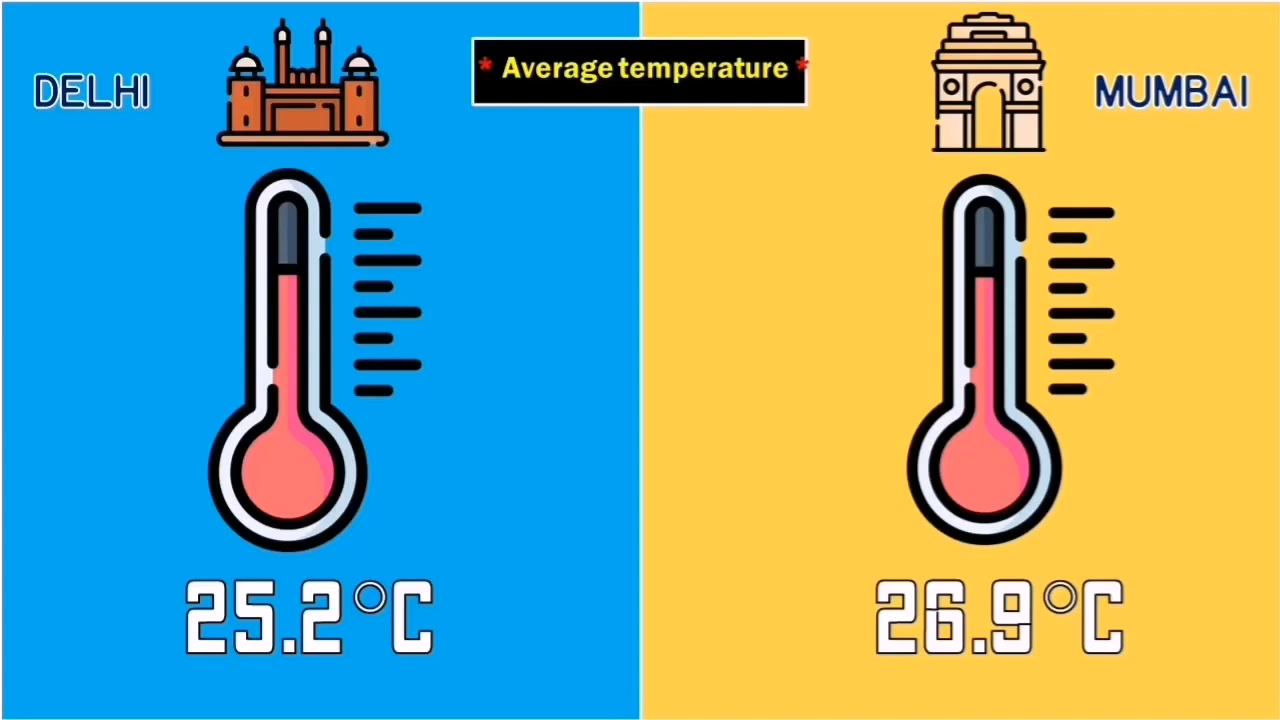 DELHI
* Average temperature *
MUMBAI
25.2°C
26.9°C